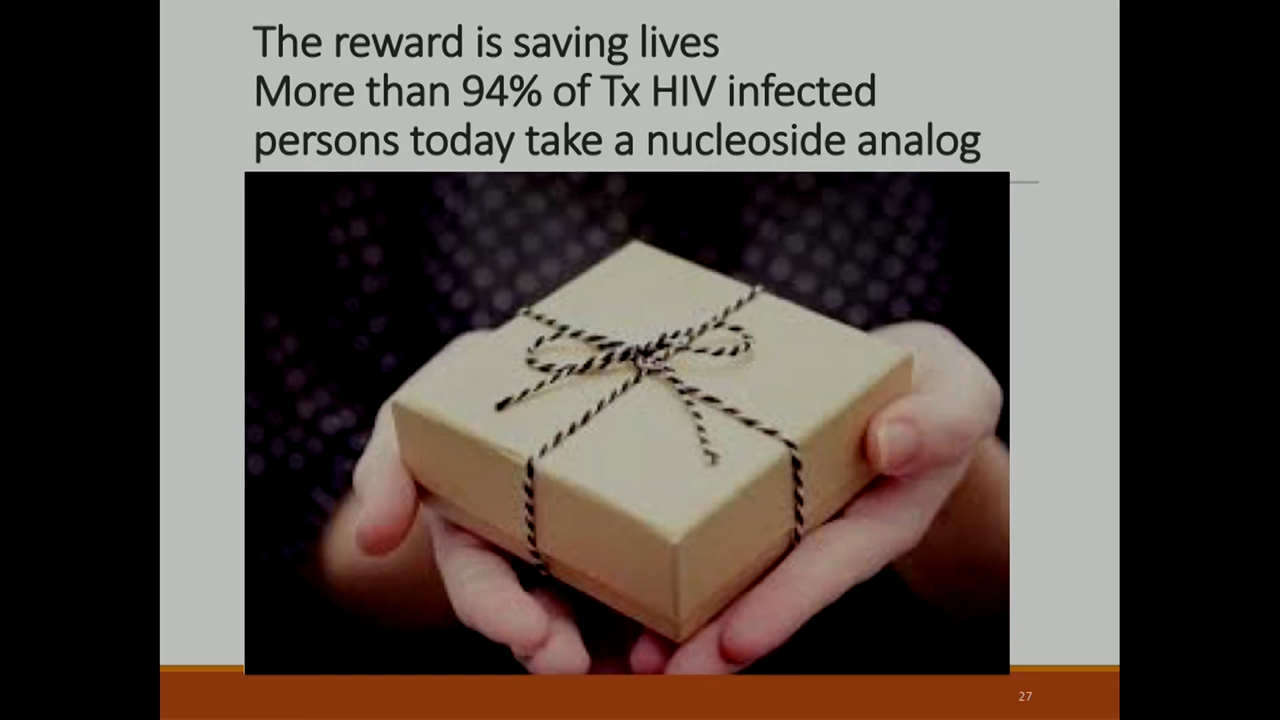 The reward is saving lives
More than 94% of Tx HIV infected
persons today take a nucleoside analog
27